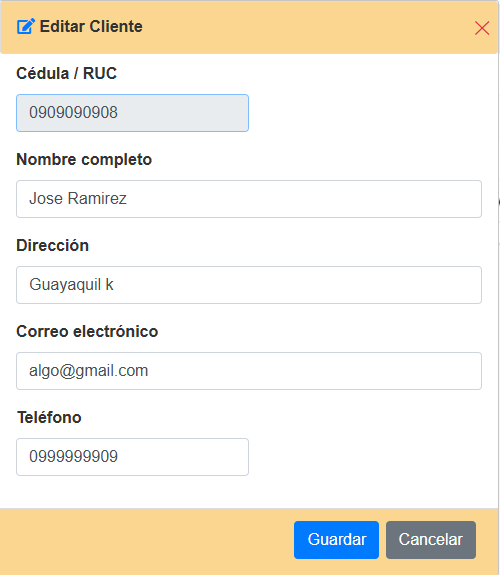 Editar Cliente
Cédula / RUC
0909090908
Nombre completo
Jose Ramirez
Dirección
Guayaquil k
Correo electrónico
algo@gmail.com
Teléfono
0999999909
Guardar Cancelar